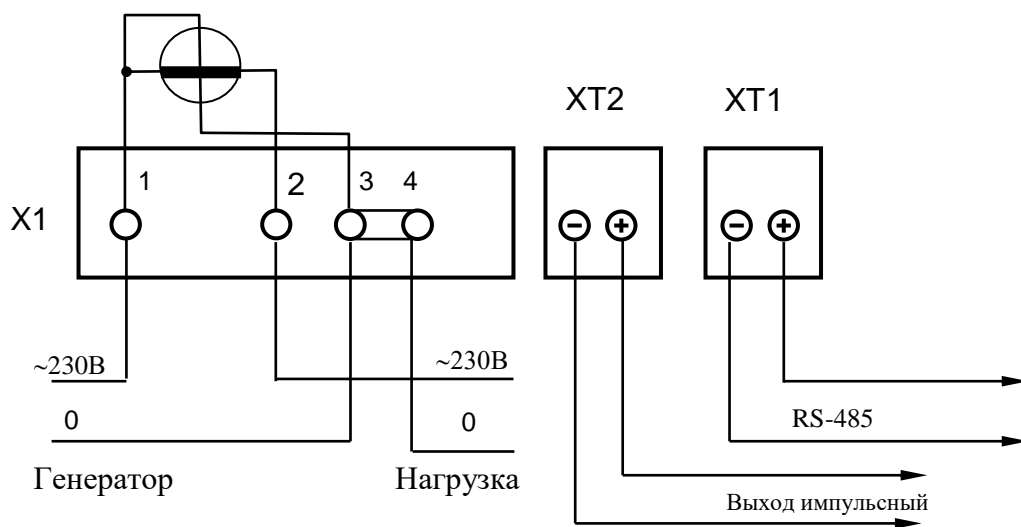 XT2
XT1
1
2
3
4
X1
− + − +
~230В
~230В
0
0
RS-485
Генератор
Нагрузка
Выход импульсный